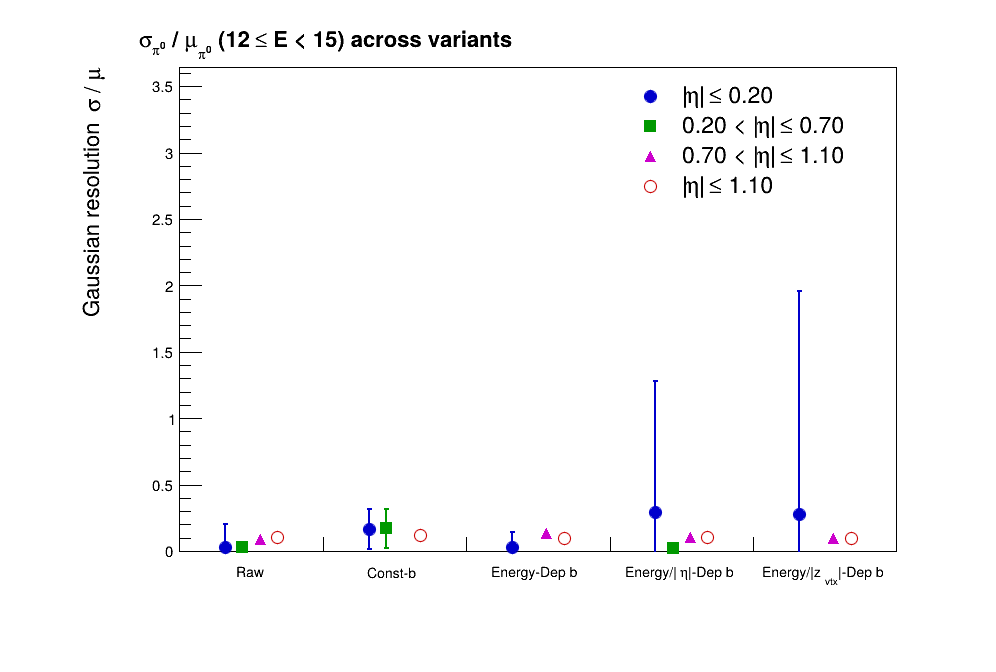 σπ⁰ / μπ⁰ (12 ≤ E < 15) across variants
Gaussian resolution σ / μ
3.5
3
2.5
2
1.5
1
0.5
0
|η| ≤ 0.20
0.20 < |η| ≤ 0.70
0.70 < |η| ≤ 1.10
|η| ≤ 1.10
Raw
Const-b
Energy-Dep b
Energy/| η|-Dep b
Energy/|z vtx|-Dep b